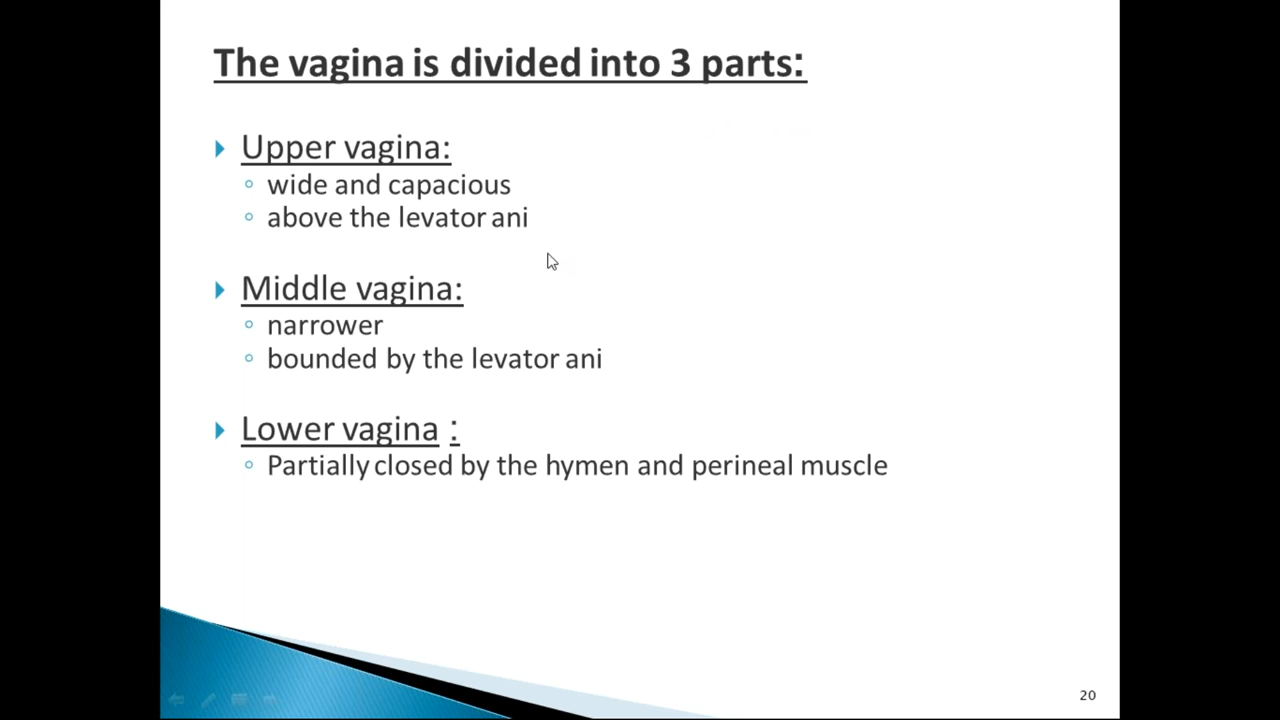 The vagina is divided into 3 parts:
Upper vagina:
wide and capacious
above the levator ani
Middle vagina:
narrower
bounded by the levator ani
Lower vagina :
Partially closed by the hymen and perineal muscle
20